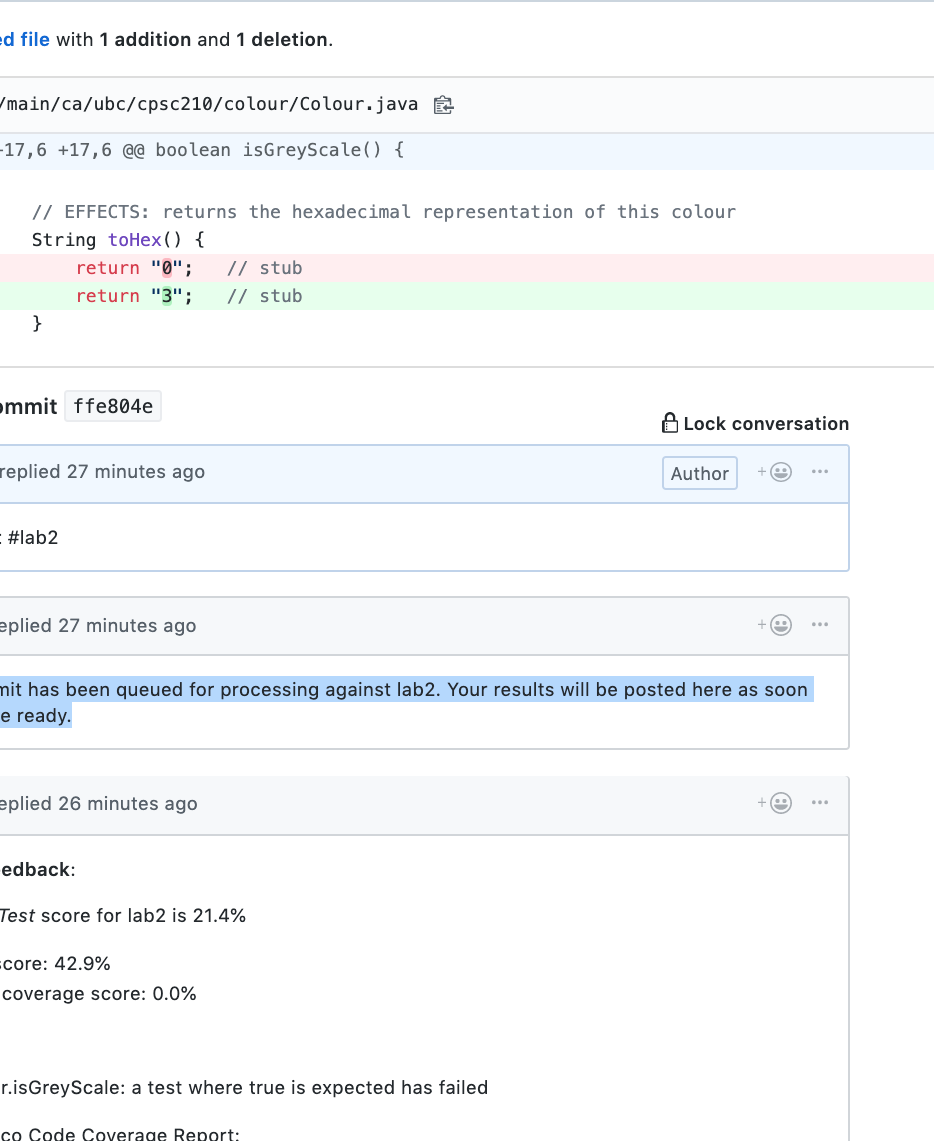 ed file with 1 addition and 1 deletion.
/main/ca/ubc/cpsc210/colour/Colour.java
-17,6 +17,6 @@ boolean isGreyScale() {
// EFFECTS: returns the hexadecimal representation of this colour
String toHex() {
return "0"; // stub
return "3"; // stub
}
ommit ffe804e
Lock conversation
replied 27 minutes ago Author
: #lab2
eplied 27 minutes ago
mit has been queued for processing against lab2. Your results will be posted here as soon
e ready.
eplied 26 minutes ago
edback:
Test score for lab2 is 21.4%
score: 42.9%
coverage score: 0.0%
r.isGreyScale: a test where true is expected has failed
co Code Coverage Report: